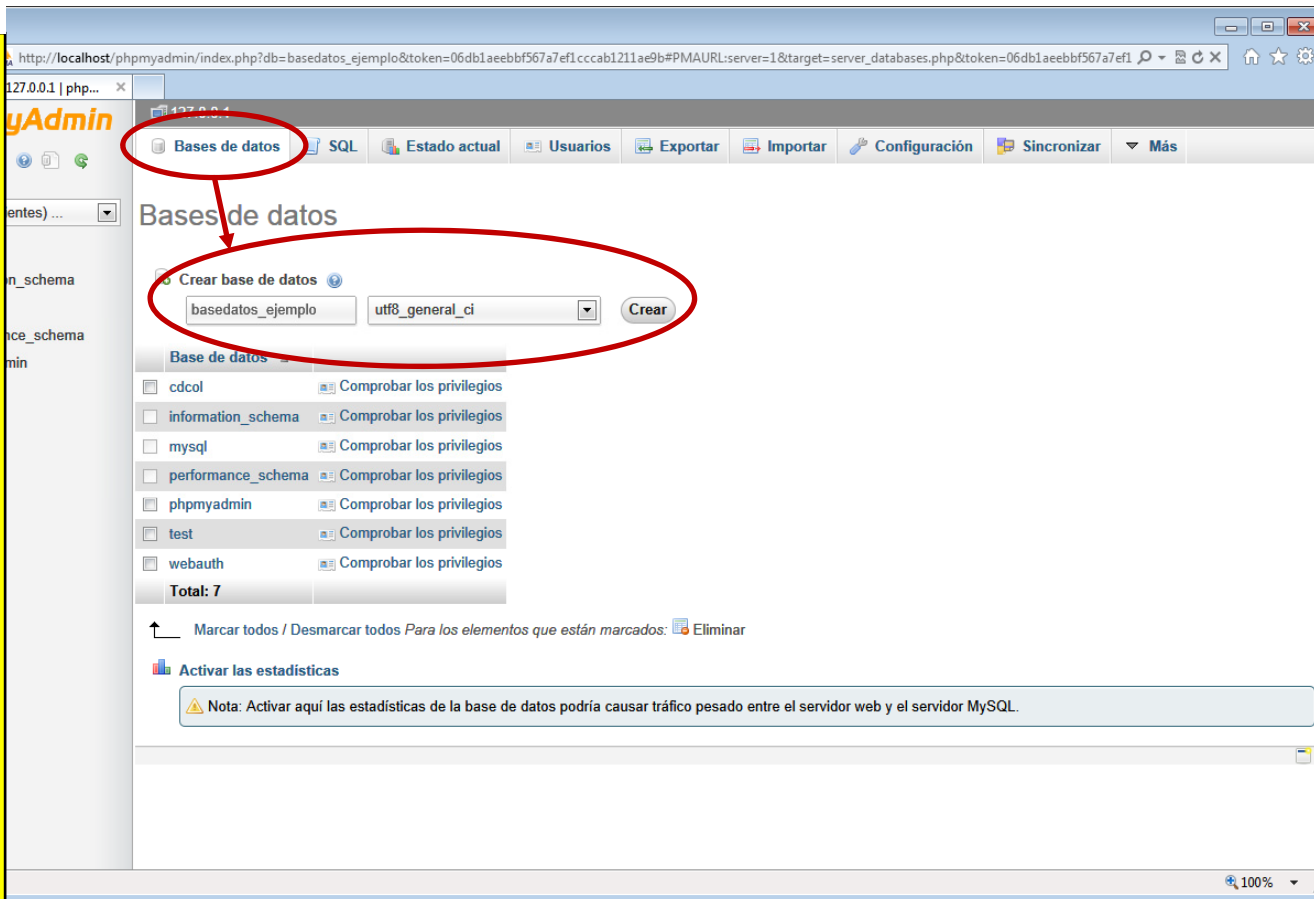 http://localhost/phpmyadmin/index.php?db=basedatos_ejemplo&token=06db1aeebbf567a7ef1cccab1211ae9b#PMAURL:server=1&target=server_databases.php&token=06db1aeebbf567a7ef1
127.0.0.1 | php...
yAdmin
127.0.0.1
Bases de datos SQL Estado actual Usuarios Exportar Importar Configuración Sincronizar Más
entes) ...
Bases de datos
n_schema
Crear base de datos
basedatos_ejemplo utf8_general_ci Crear
nce_schema
min
Base de datos
cdcol Comprobar los privilegios
information_schema Comprobar los privilegios
mysql Comprobar los privilegios
performance_schema Comprobar los privilegios
phpmyadmin Comprobar los privilegios
test Comprobar los privilegios
webauth Comprobar los privilegios
Total: 7
Marcar todos / Desmarcar todos Para los elementos que están marcados: Eliminar
Activar las estadísticas
Nota: Activar aquí las estadísticas de la base de datos podría causar tráfico pesado entre el servidor web y el servidor MySQL.
100%